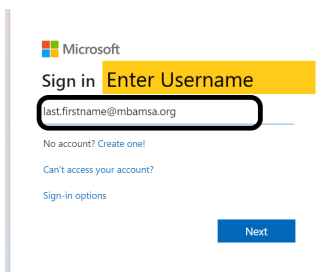 Microsoft
Sign in Enter Username
last.firstname@mbamsa.org
No account? Create one!
Can't access your account?
Sign-in options
Next